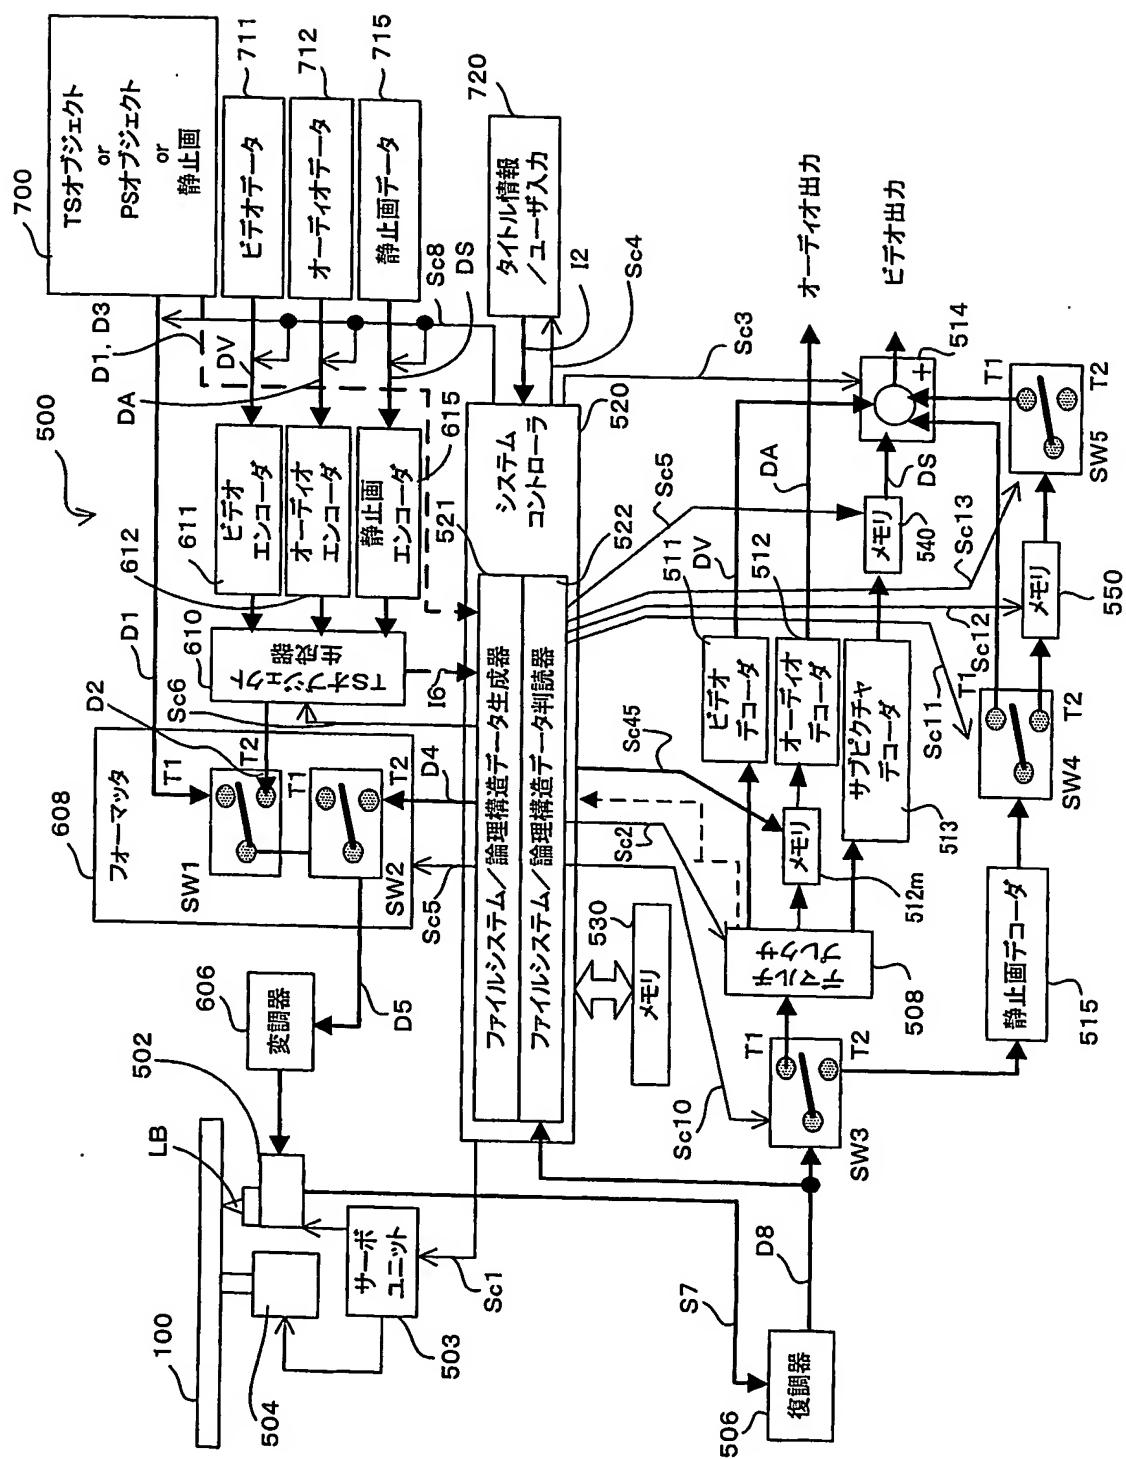 500
100
LB
502
504
サーボ
ユニット
503
Sc1
606
変調器
D5
608
フォーマッタ
SW1
T1
T2
SW2
T1
T2
Sc5
D4
D2
D1
Sc6
610
TSオブジェクト
生成器
I6
611
ビデオ
エンコーダ
612
オーディオ
エンコーダ
静止画
エンコーダ
615
DV
DA
DS
D1, D3
Sc8
700
TSオブジェクト
or
PSオブジェクト
or
静止画
711
ビデオデータ
712
オーディオデータ
715
静止画データ
720
タイトル情報
/ユーザ入力
I2
Sc4
520
システム
コントローラ
521
ファイルシステム/論理構造データ生成器
522
ファイルシステム/論理構造データ判読器
530
メモリ
506
復調器
S7
D8
Sc10
SW3
T1
T2
Sc2
508
デマルチ
プレクサ
Sc45
メモリ
512m
511
ビデオ
デコーダ
512
オーディオ
デコーダ
サブピクチャ
デコーダ
513
DV
DA
Sc5
Sc3
メモリ
540
DS
514
+
オーディオ出力
ビデオ出力
静止画デコーダ
515
SW4
T1
T2
Sc11
Sc12
Sc13
メモリ
550
SW5
T1
T2